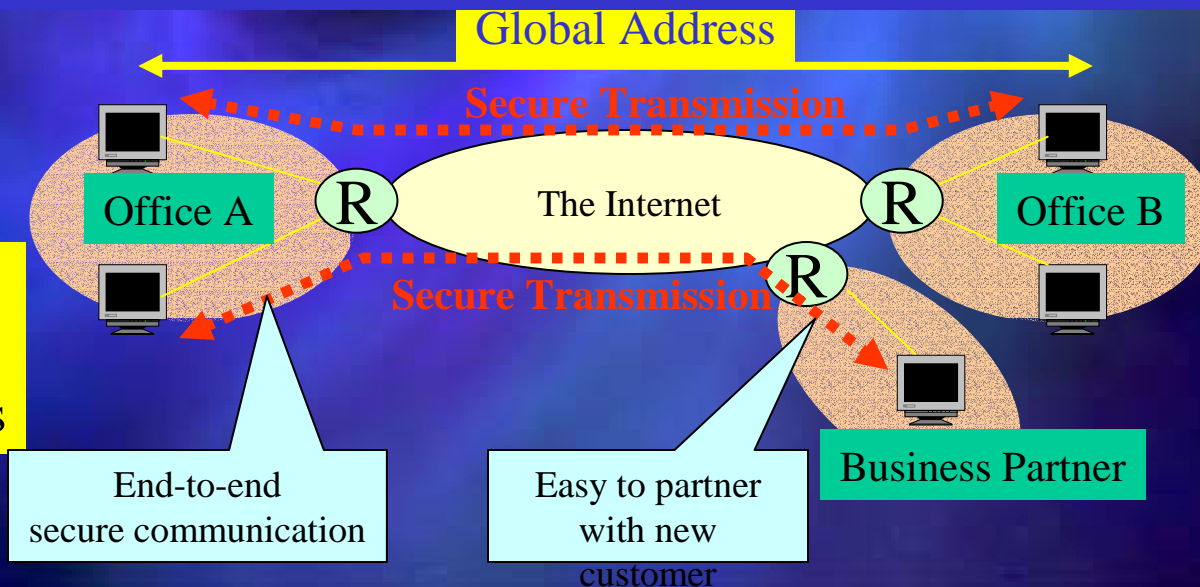 Global Address
Secure Transmission
Office A
R
The Internet
R
Office B
R
Secure Transmission
s
Business Partner
End-to-end
secure communication
Easy to partner
with new
customer